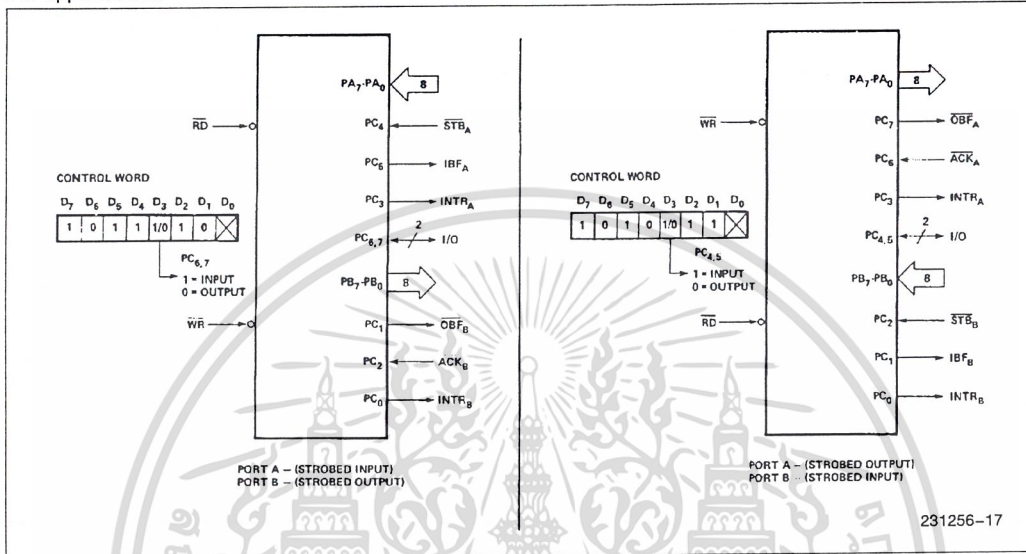 PA7-PA0 8
RD PC4 STBA
PC5 IBFA
CONTROL WORD
D7 D6 D5 D4 D3 D2 D1 D0
1 0 1 1 1/0 1 0 X
PC3 INTRA
PC6,7 2 I/O
PC6,7
1 = INPUT
0 = OUTPUT
PB7-PB0 8
WR PC1 OBFB
PC2 ACKB
PC0 INTRB
PORT A – (STROBED INPUT)
PORT B – (STROBED OUTPUT)
PA7-PA0 8
WR PC7 OBFA
PC6 ACKA
CONTROL WORD
D7 D6 D5 D4 D3 D2 D1 D0
1 0 1 0 1/0 1 1 X
PC3 INTRA
PC4,5 2 I/O
PC4,5
1 = INPUT
0 = OUTPUT
PB7-PB0 8
RD PC2 STBB
PC1 IBFB
PC0 INTRB
PORT A – (STROBED OUTPUT)
PORT B – (STROBED INPUT)
231256–17